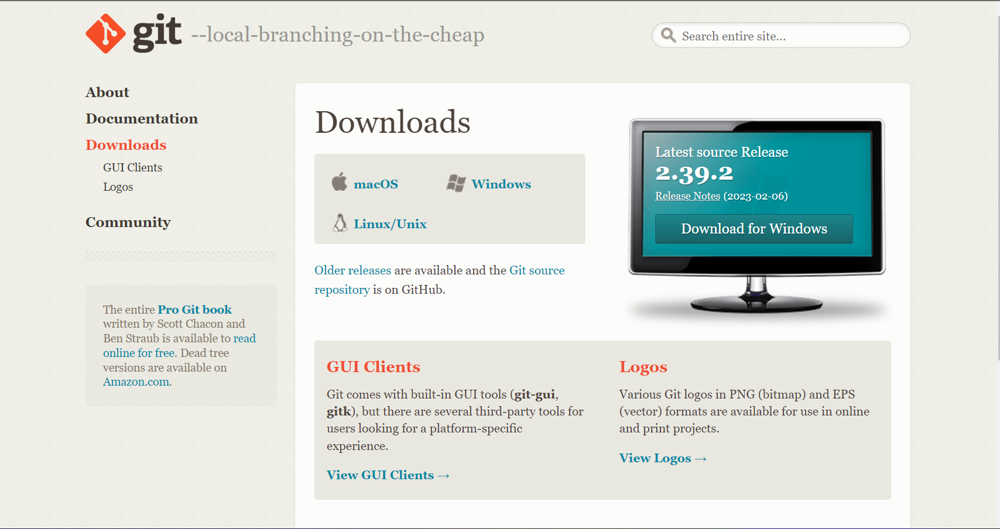 git --local-branching-on-the-cheap
Search entire site...
About
Documentation
Downloads
GUI Clients
Logos
Community
The entire Pro Git book
written by Scott Chacon and
Ben Straub is available to read
online for free. Dead tree
versions are available on
Amazon.com.
Downloads
macOS
Windows
Linux/Unix
Older releases are available and the Git source
repository is on GitHub.
Latest source Release
2.39.2
Release Notes (2023-02-06)
Download for Windows
GUI Clients
Git comes with built-in GUI tools (git-gui,
gitk), but there are several third-party tools for
users looking for a platform-specific
experience.
View GUI Clients →
Logos
Various Git logos in PNG (bitmap) and EPS
(vector) formats are available for use in online
and print projects.
View Logos →